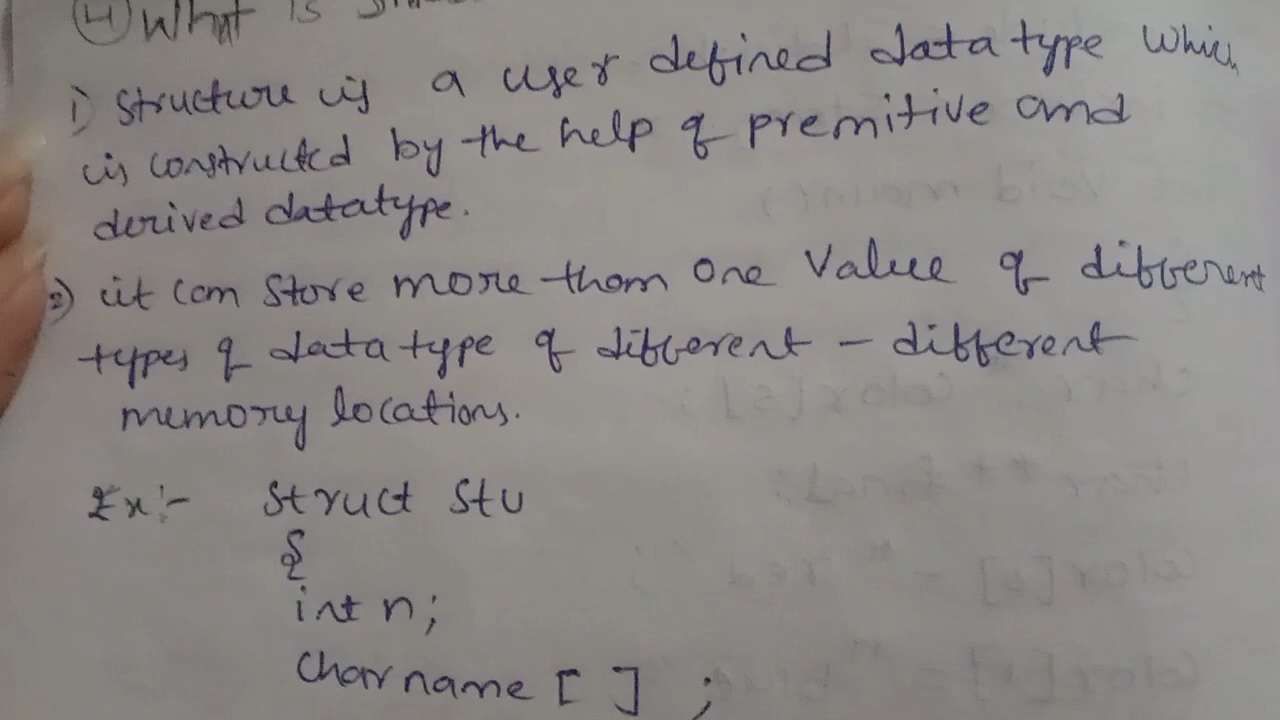 (4) What is
i) Structure is a user defined data type which
is constructed by the help of premitive and
derived datatype.
2) it can store more than one value of different
types of data type of different - different
memory locations.
Ex:- struct stu
{
int n;
char name [ ] ;